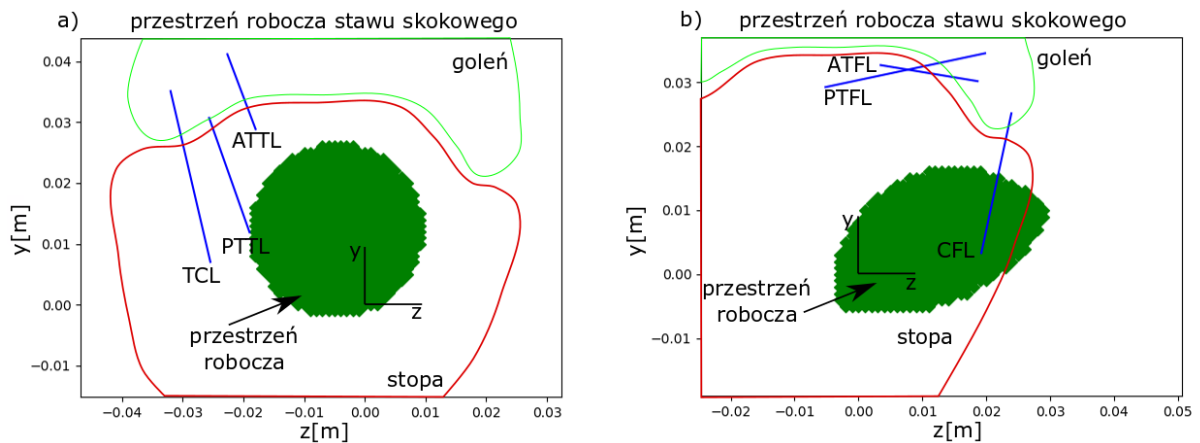 a) przestrzeń robocza stawu skokowego
0.04
0.03
0.02
0.01
0.00
−0.01
y[m]
goleń
ATTL
PTTL
TCL
y
z
przestrzeń
robocza
stopa
−0.04 −0.03 −0.02 −0.01 0.00 0.01 0.02 0.03
z[m]
b) przestrzeń robocza stawu skokowego
0.03
0.02
0.01
0.00
−0.01
y[m]
ATFL
goleń
PTFL
y
CFL
z
przestrzeń
robocza
stopa
−0.02 −0.01 0.00 0.01 0.02 0.03 0.04 0.05
z[m]